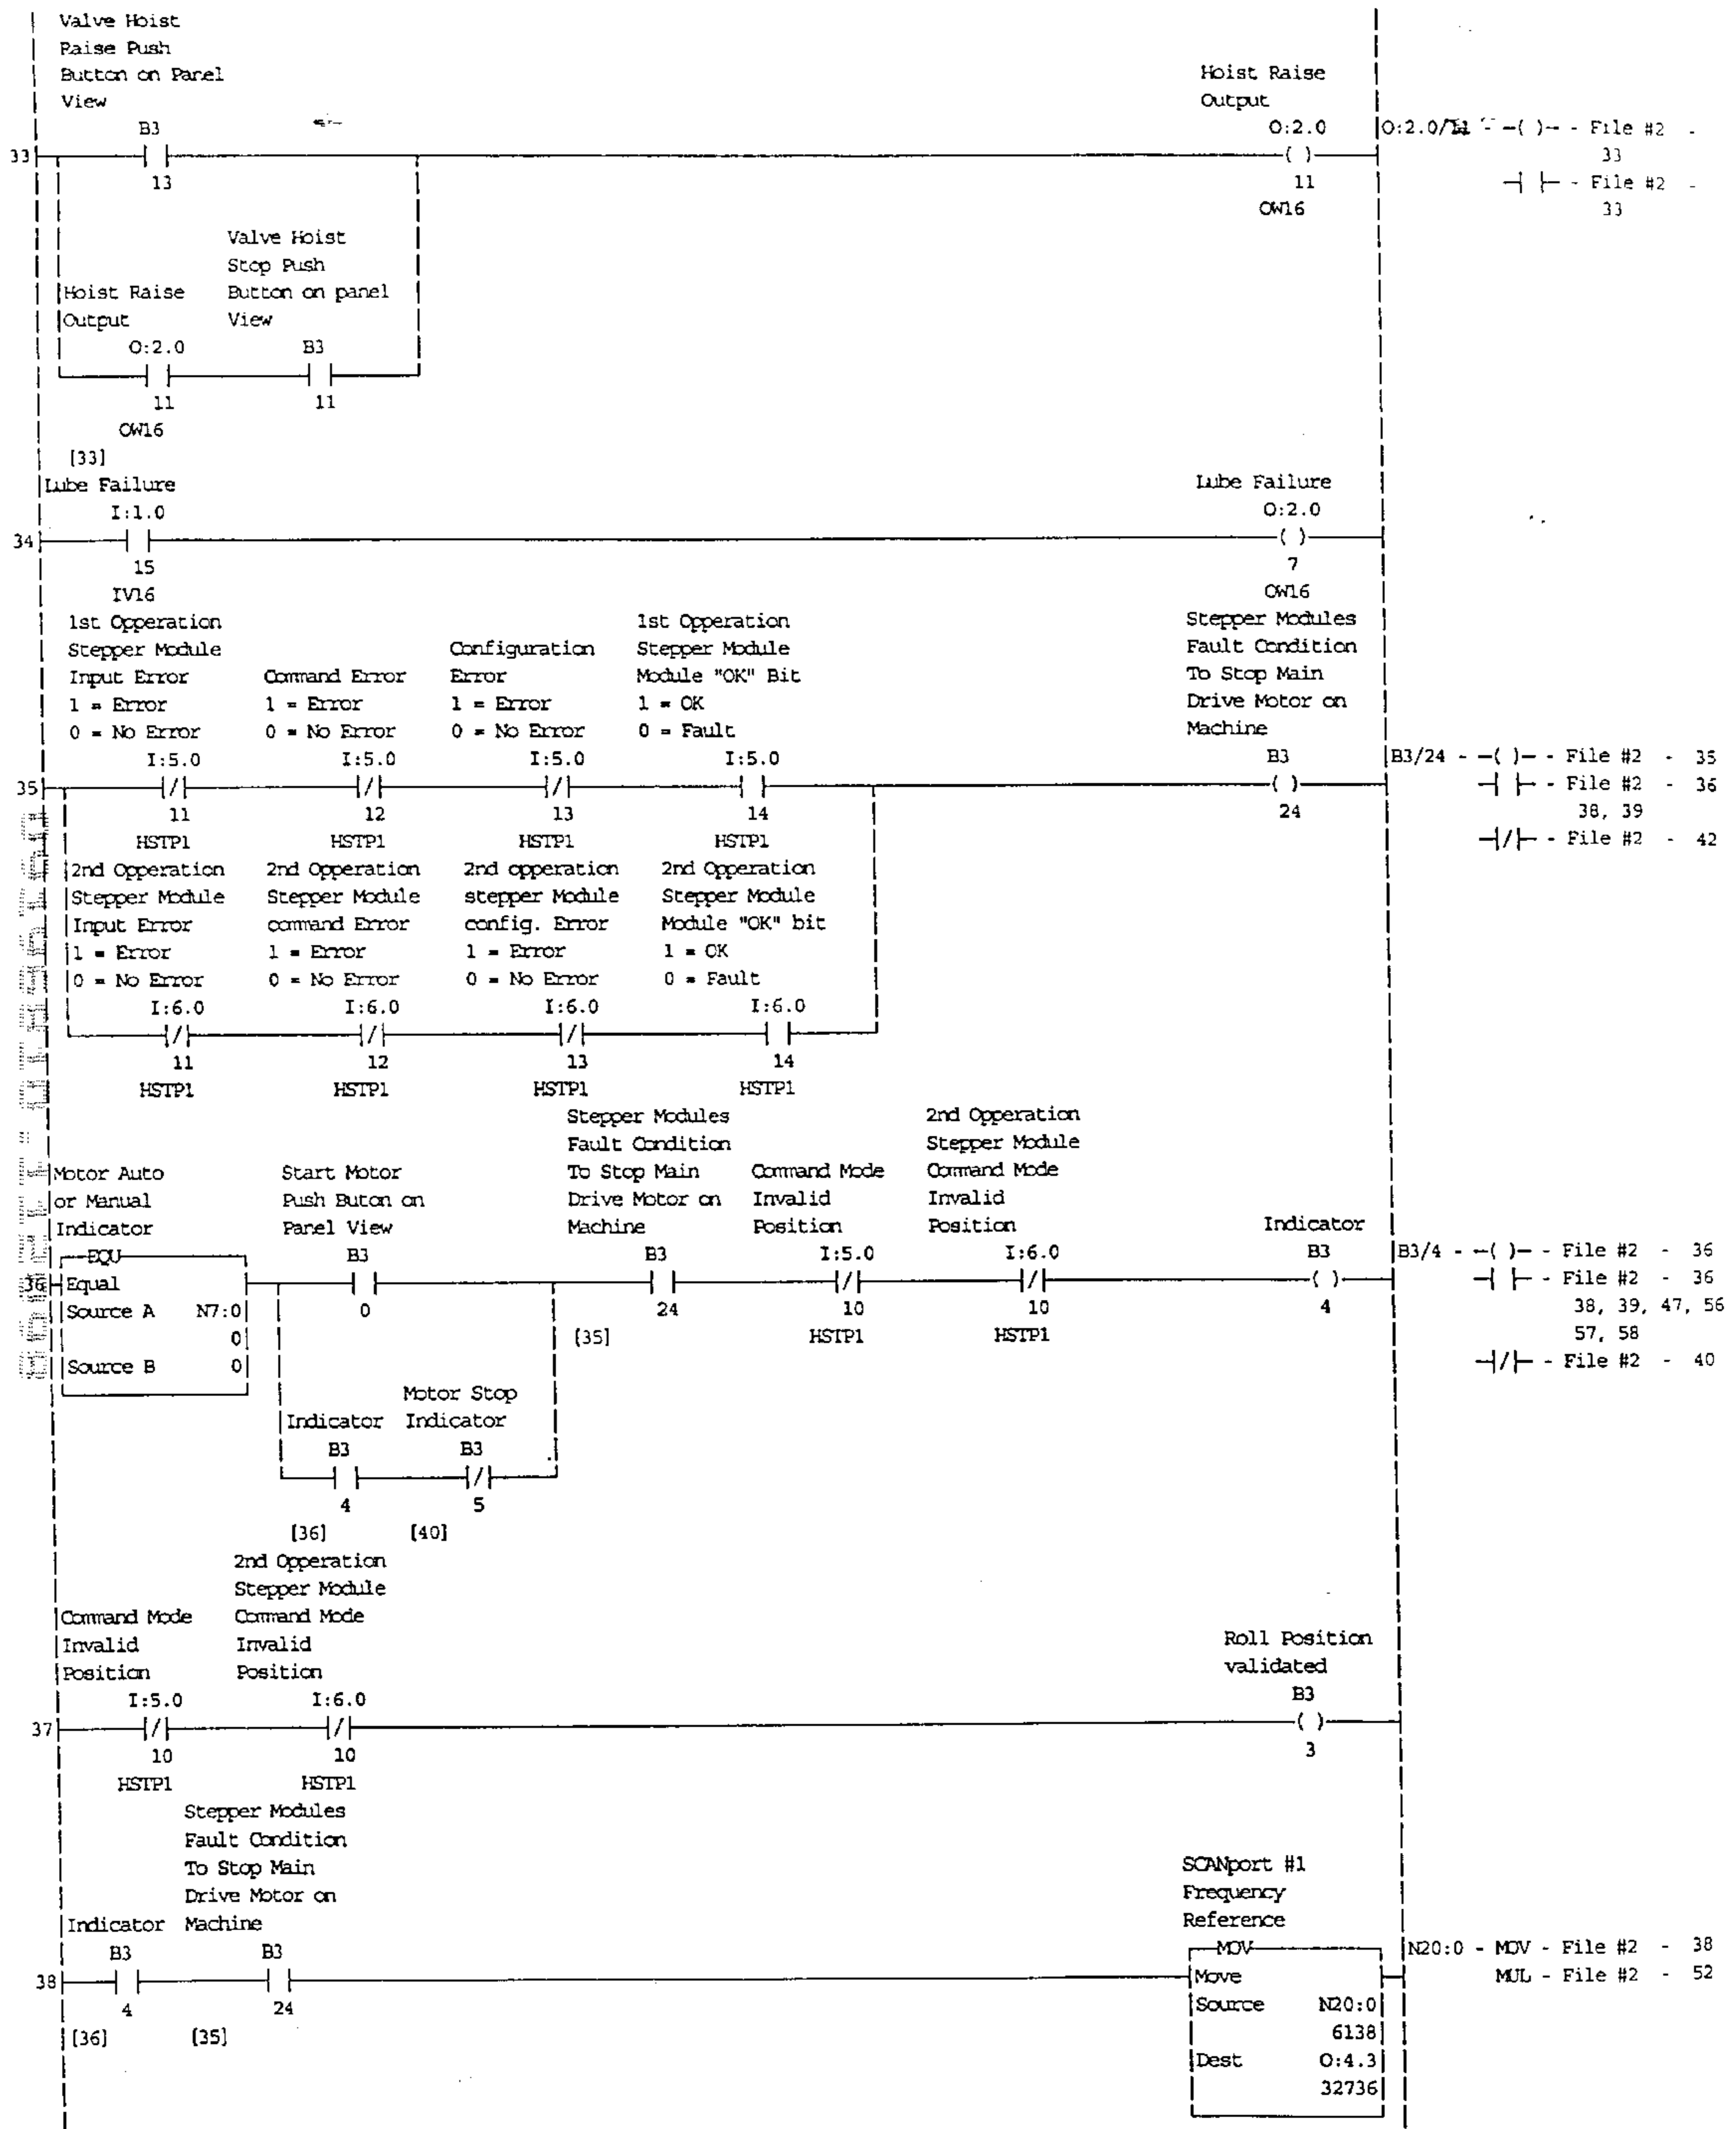 Valve Hoist
Raise Push
Button on Panel
View
Hoist Raise
Output
B3
O:2.0
O:2.0/11 - -( )- - File #2 -
33
33
13
11
-] [- - File #2 -
OW16
33
Valve Hoist
Stop Push
Hoist Raise Button on panel
Output View
O:2.0 B3
11 11
OW16
[33]
Lube Failure Lube Failure
I:1.0 O:2.0
34
15 7
IV16 OW16
1st Opperation 1st Opperation Stepper Modules
Stepper Module Configuration Stepper Module Fault Condition
Input Error Command Error Error Module "OK" Bit To Stop Main
1 = Error 1 = Error 1 = Error 1 = OK Drive Motor on
0 = No Error 0 = No Error 0 = No Error 0 = Fault Machine
I:5.0 I:5.0 I:5.0 I:5.0 B3 B3/24 - -( )- - File #2 - 35
35 -] [- - File #2 - 36
11 12 13 14 24 38, 39
HSTP1 HSTP1 HSTP1 HSTP1 -]/[- - File #2 - 42
2nd Opperation 2nd Opperation 2nd opperation 2nd Opperation
Stepper Module Stepper Module stepper Module Stepper Module
Input Error command Error config. Error Module "OK" bit
1 = Error 1 = Error 1 = Error 1 = OK
0 = No Error 0 = No Error 0 = No Error 0 = Fault
I:6.0 I:6.0 I:6.0 I:6.0
11 12 13 14
HSTP1 HSTP1 HSTP1 HSTP1
Stepper Modules 2nd Opperation
Fault Condition Stepper Module
Motor Auto Start Motor To Stop Main Command Mode Command Mode
or Manual Push Buton on Drive Motor on Invalid Invalid
Indicator Panel View Machine Position Position Indicator
EQU B3 B3 I:5.0 I:6.0 B3 B3/4 - -( )- - File #2 - 36
36 Equal -] [- - File #2 - 36
Source A N7:0 0 24 10 10 4 38, 39, 47, 56
0 [35] HSTP1 HSTP1 57, 58
Source B 0 -]/[- - File #2 - 40
Motor Stop
Indicator Indicator
B3 B3
4 5
[36] [40]
2nd Opperation
Stepper Module
Command Mode Command Mode
Invalid Invalid Roll Position
Position Position validated
I:5.0 I:6.0 B3
37
10 10 3
HSTP1 HSTP1
Stepper Modules
Fault Condition
To Stop Main SCANport #1
Drive Motor on Frequency
Indicator Machine Reference
B3 B3 MOV N20:0 - MOV - File #2 - 38
38 Move MUL - File #2 - 52
4 24 Source N20:0
[36] [35] 6138
Dest O:4.3
32736